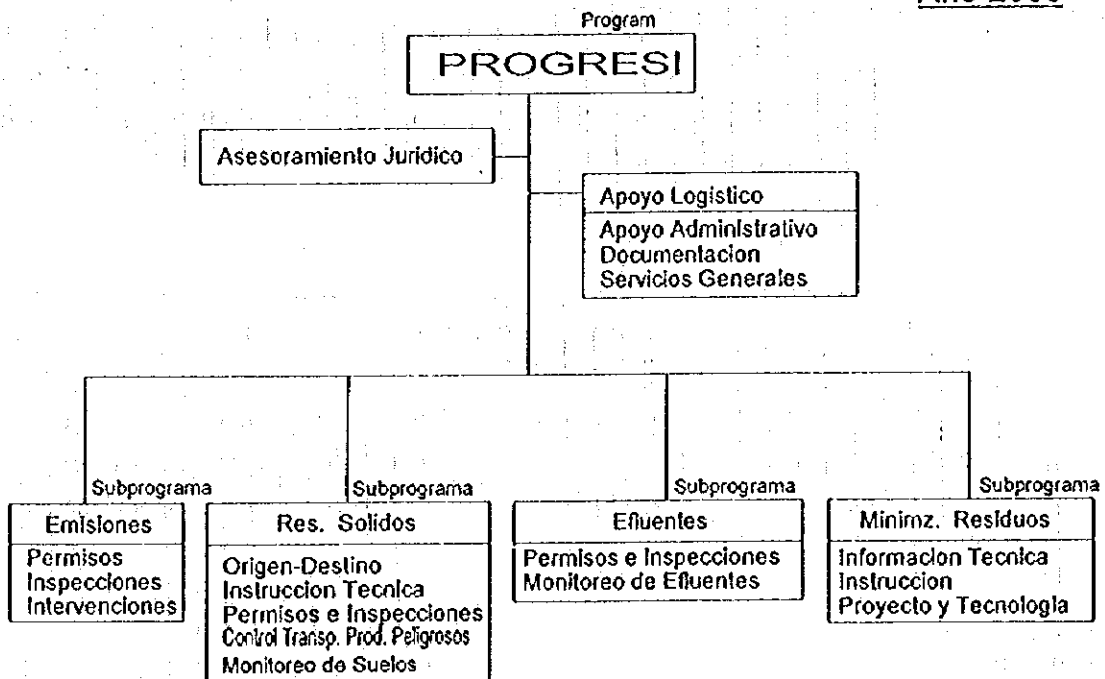 Program
PROGRESI
Asesoramiento Juridico
Apoyo Logistico
Apoyo Administrativo
Documentacion
Servicios Generales
Subprograma
Emisiones
Permisos
Inspecciones
Intervenciones
Subprograma
Res. Solidos
Origen-Destino
Instruccion Tecnica
Permisos e Inspecciones
Control Transp. Prod. Peligrosos
Monitoreo de Suelos
Subprograma
Efluentes
Permisos e Inspecciones
Monitoreo de Efluentes
Subprograma
Minimz. Residuos
Informacion Tecnica
Instruccion
Proyecto y Tecnologia